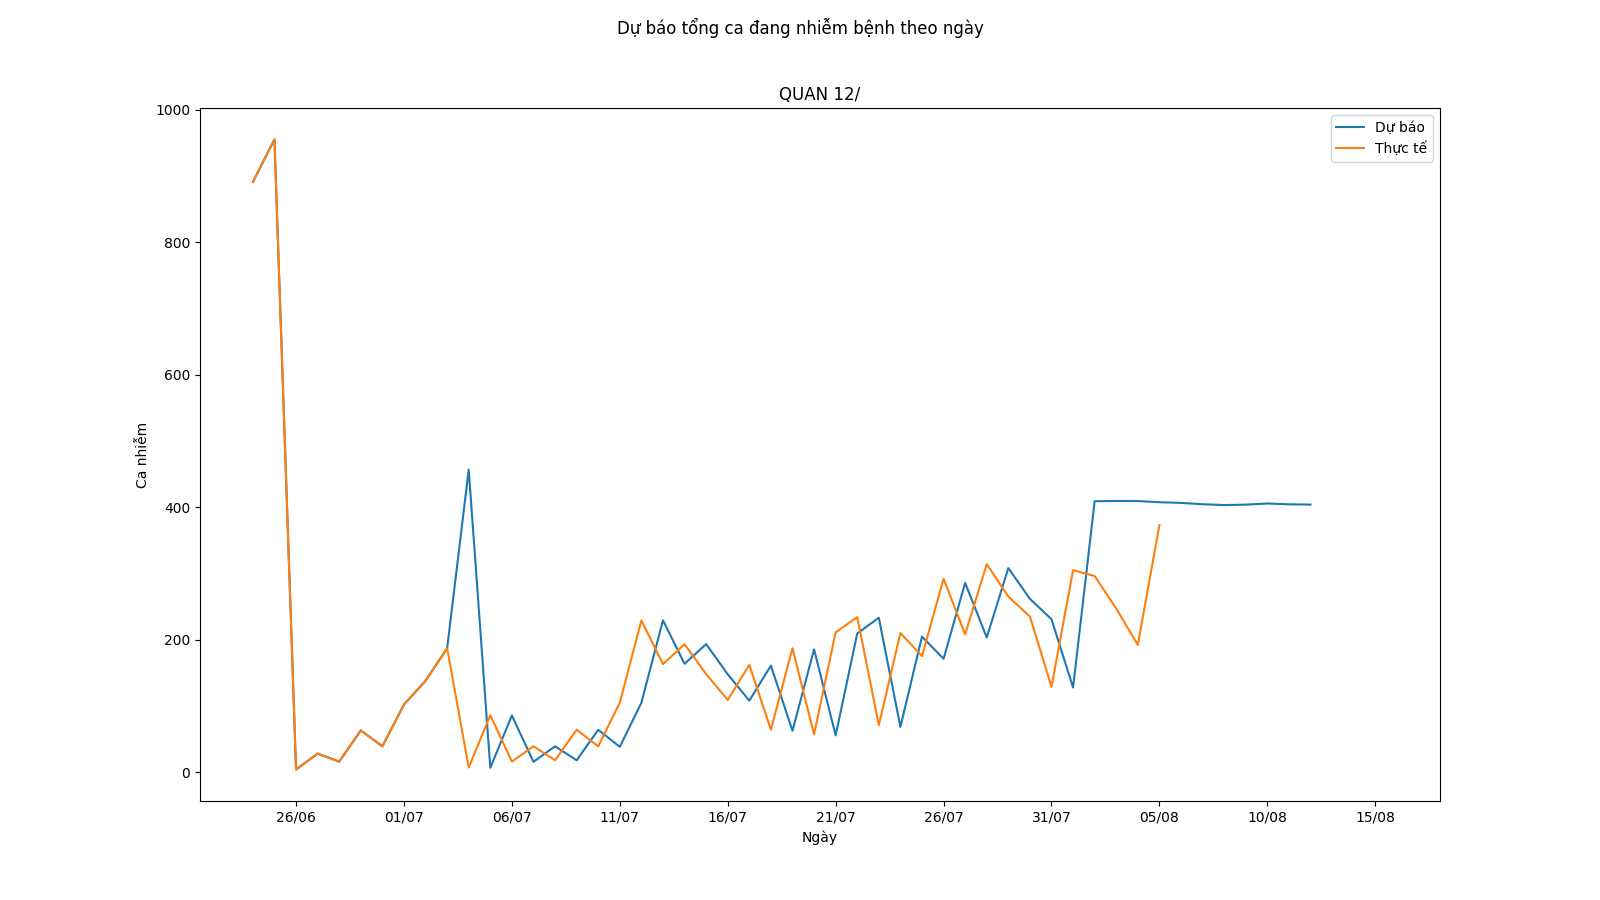 Dự báo tổng ca đang nhiễm bệnh theo ngày
QUAN 12/
Dự báo
Thực tế
1000
800
600
400
200
0
Ca nhiễm
26/06 01/07 06/07 11/07 16/07 21/07 26/07 31/07 05/08 10/08 15/08
Ngày